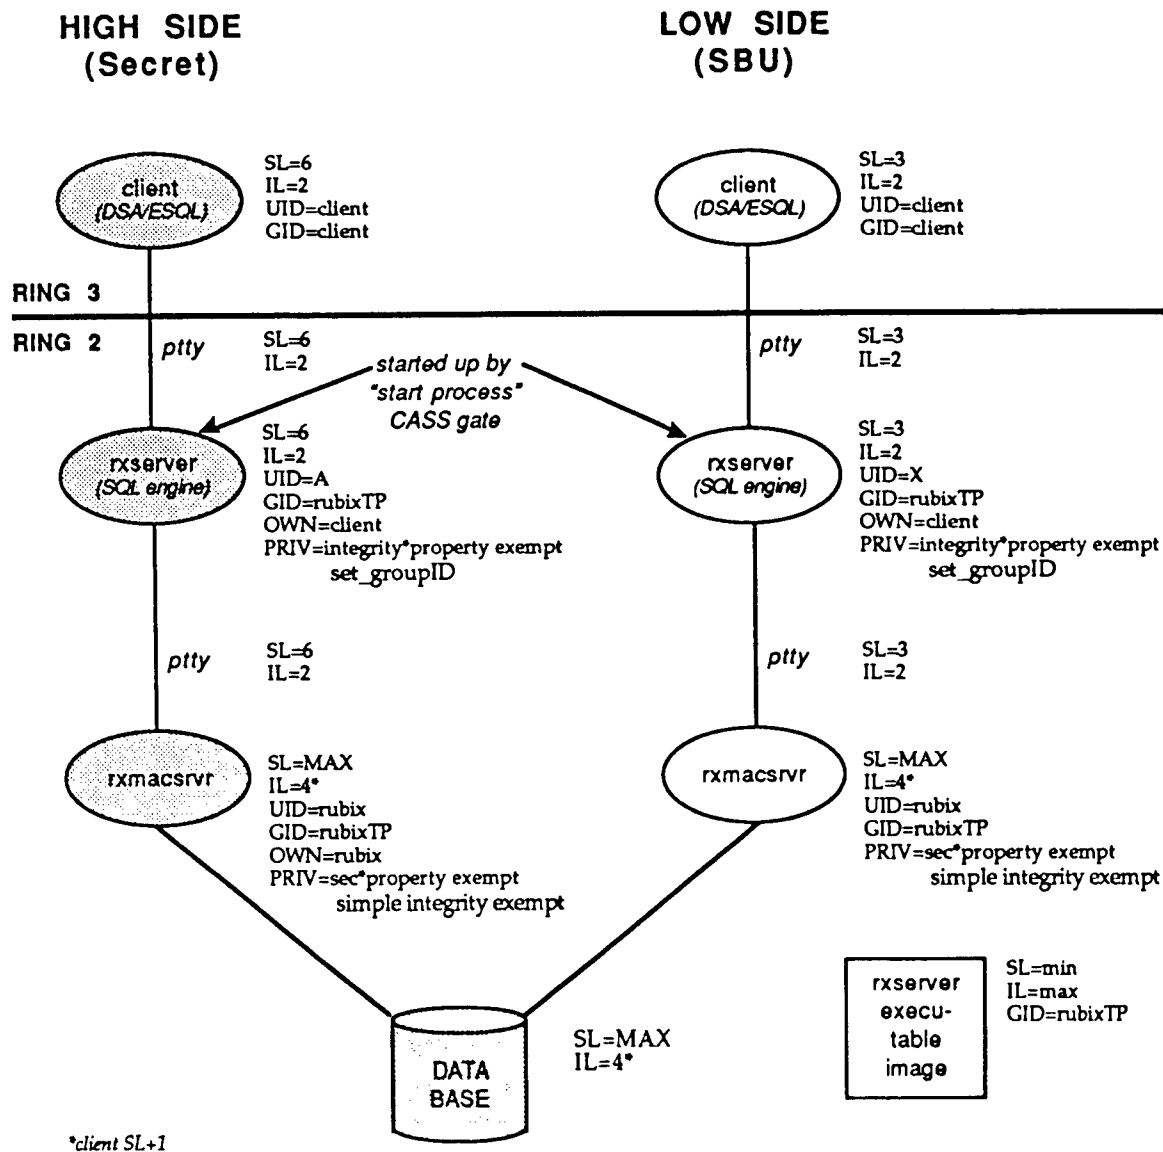 HIGH SIDE
(Secret)
LOW SIDE
(SBU)
client
(DSA/ESQL)
SL=6
IL=2
UID=client
GID=client
client
(DSA/ESQL)
SL=3
IL=2
UID=client
GID=client
RING 3
RING 2
ptty
SL=6
IL=2
started up by
"start process"
CASS gate
ptty
SL=3
IL=2
rxserver
(SQL engine)
SL=6
IL=2
UID=A
GID=rubixTP
OWN=client
PRIV=integrity*property exempt
set_groupID
rxserver
(SQL engine)
SL=3
IL=2
UID=X
GID=rubixTP
OWN=client
PRIV=integrity*property exempt
set_groupID
ptty
SL=6
IL=2
ptty
SL=3
IL=2
rxmacsrvr
SL=MAX
IL=4*
UID=rubix
GID=rubixTP
OWN=rubix
PRIV=sec*property exempt
simple integrity exempt
rxmacsrvr
SL=MAX
IL=4*
UID=rubix
GID=rubixTP
PRIV=sec*property exempt
simple integrity exempt
DATA
BASE
SL=MAX
IL=4*
rxserver
execu-
table
image
SL=min
IL=max
GID=rubixTP
*client SL+1